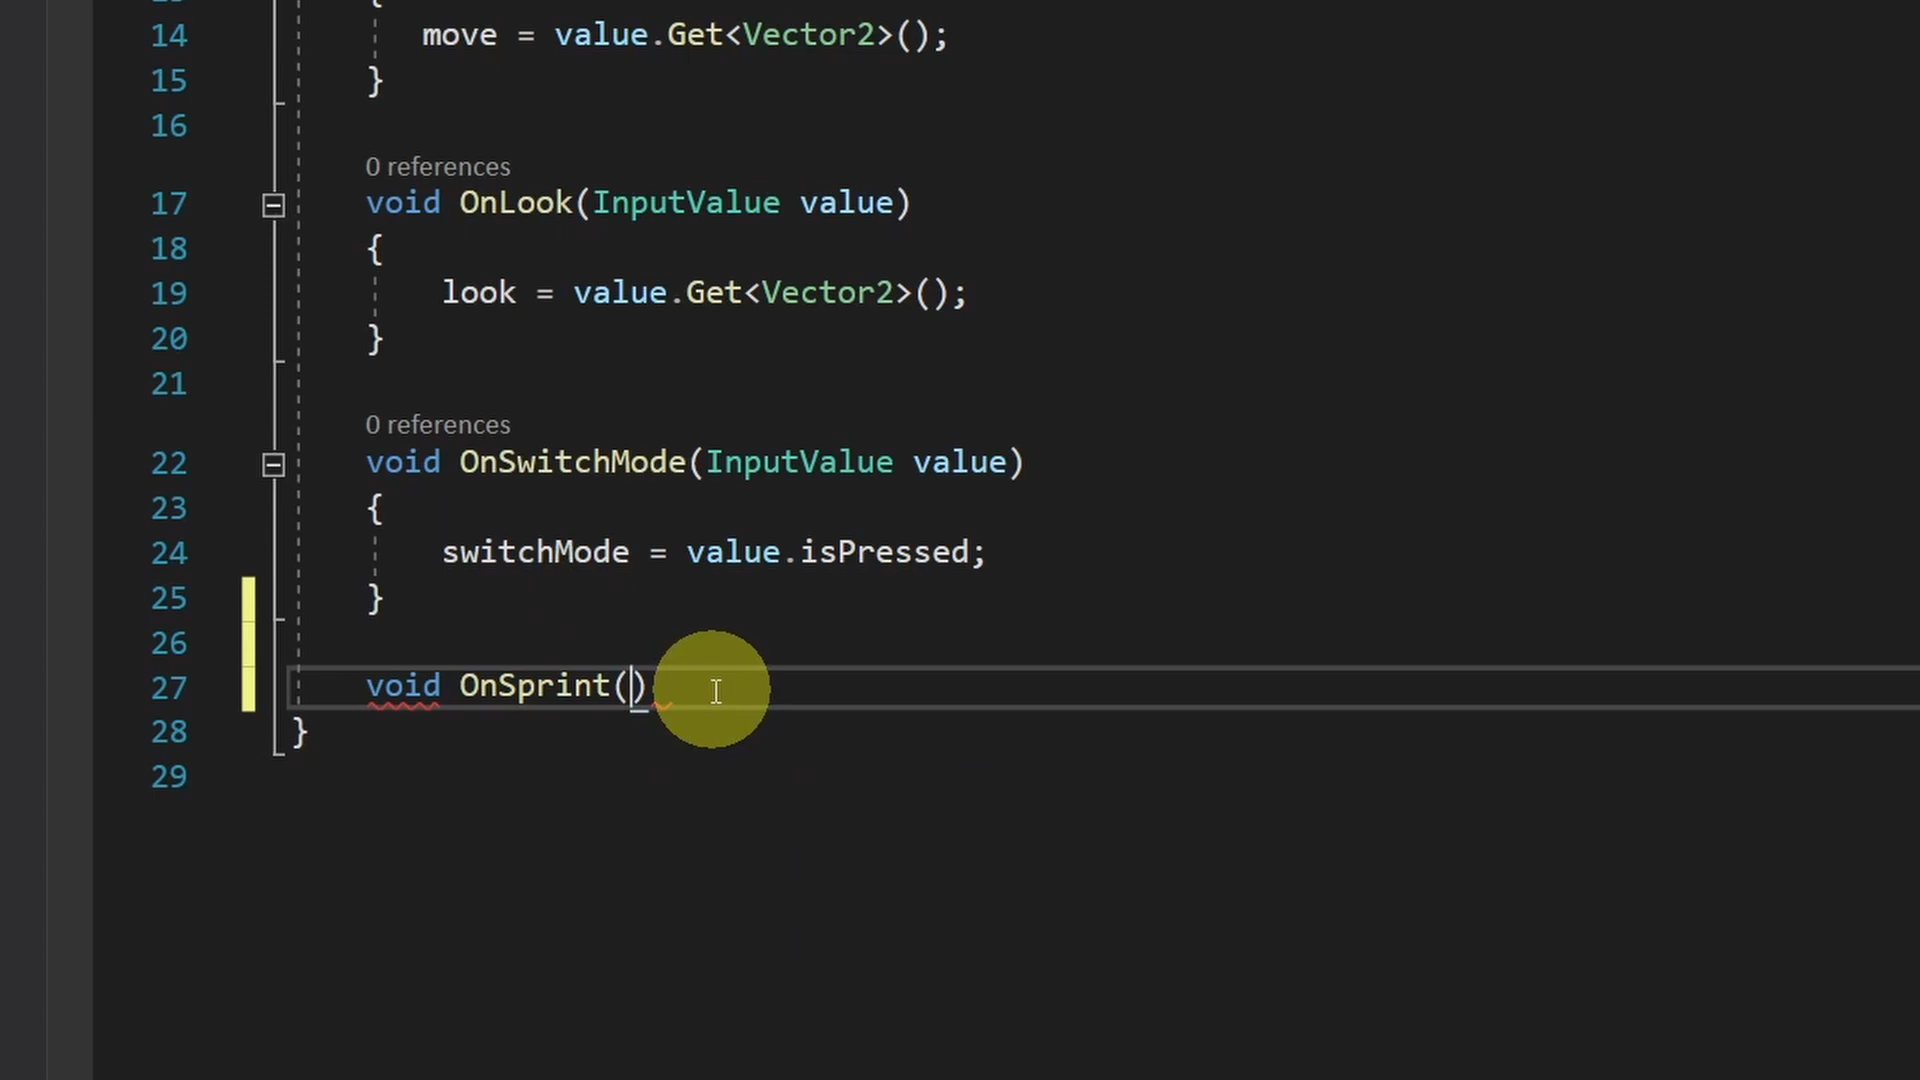 {
14 move = value.Get<Vector2>();
15 }
16
0 references
17 void OnLook(InputValue value)
18 {
19 look = value.Get<Vector2>();
20 }
21
0 references
22 void OnSwitchMode(InputValue value)
23 {
24 switchMode = value.isPressed;
25 }
26
27 void OnSprint()
28 }
29